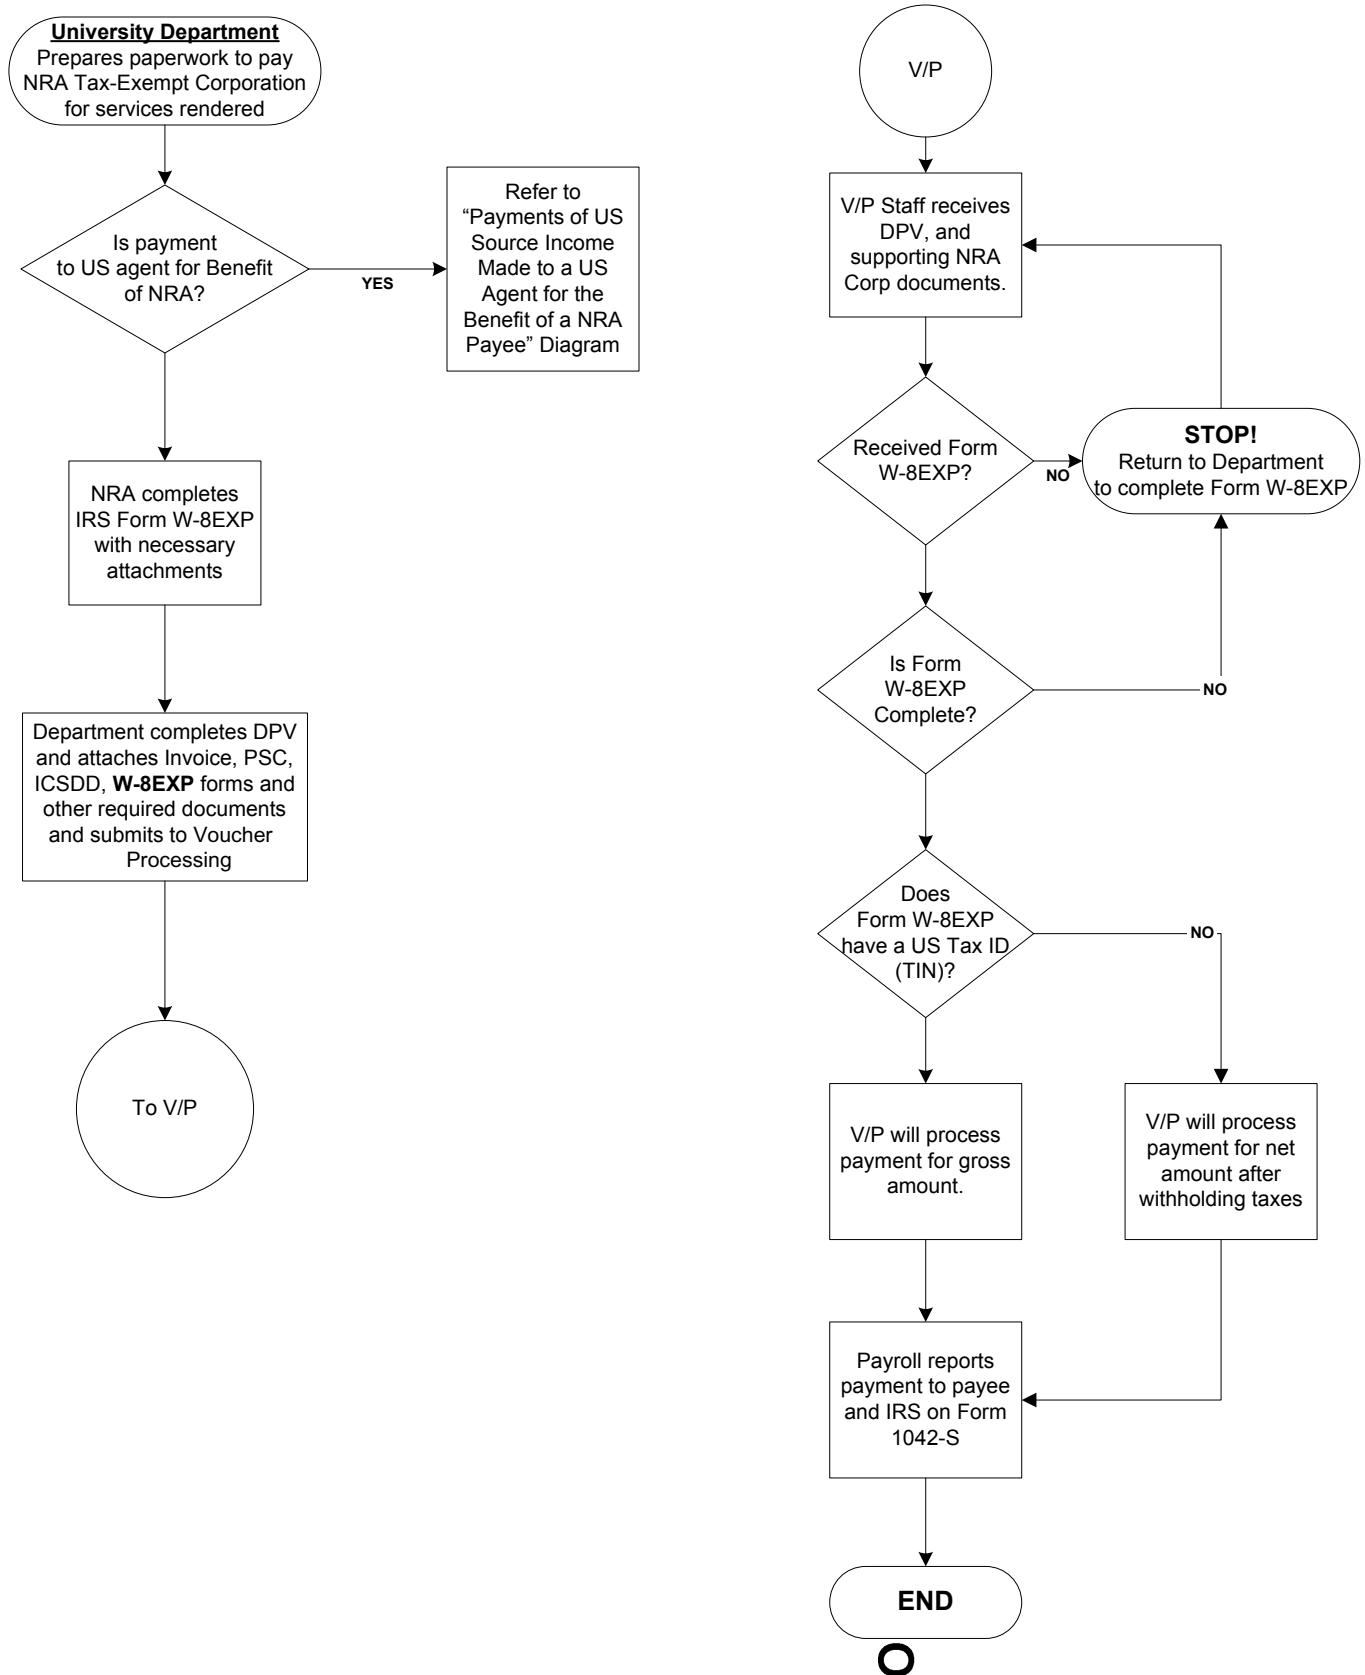 University Department
Prepares paperwork to pay
NRA Tax-Exempt Corporation
for services rendered
Is payment
to US agent for Benefit
of NRA?
YES
Refer to
“Payments of US
Source Income
Made to a US
Agent for the
Benefit of a NRA
Payee” Diagram
NRA completes
IRS Form W-8EXP
with necessary
attachments
Department completes DPV
and attaches Invoice, PSC,
ICSDD, W-8EXP forms and
other required documents
and submits to Voucher
Processing
To V/P
V/P
V/P Staff receives
DPV, and
supporting NRA
Corp documents.
Received Form
W-8EXP?
NO
STOP!
Return to Department
to complete Form W-8EXP
Is Form
W-8EXP
Complete?
NO
Does
Form W-8EXP
have a US Tax ID
(TIN)?
NO
V/P will process
payment for gross
amount.
V/P will process
payment for net
amount after
withholding taxes
Payroll reports
payment to payee
and IRS on Form
1042-S
END